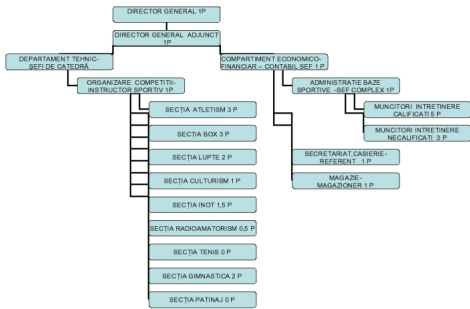 DIRECTOR GENERAL 1P
DIRECTOR GENERAL ADJUNCT
1P
DEPARTAMENT TEHNIC-
SEFI DE CATEDRĂ
COMPARTIMENT ECONOMICO-
FINANCIAR – CONTABIL SEF 1 P
ORGANIZARE COMPETITII-
INSTRUCTOR SPORTIV 1P
ADMINISTRATIE BAZE
SPORTIVE -SEF COMPLEX 1P
SECȚIA ATLETISM 3 P
SECȚIA BOX 3 P
SECȚIA LUPTE 2 P
SECȚIA CULTURISM 1 P
SECȚIA INOT 1,5 P
SECȚIA RADIOAMATORISM 0,5 P
SECȚIA TENIS 0 P
SECȚIA GIMNASTICA 2 P
SECȚIA PATINAJ 0 P
MUNCITORI INTRETINERE
CALIFICATI 5 P
MUNCITORI INTRETINERE
NECALIFICATI 3 P
SECRETARIAT,CASIERIE-
REFERENT 1 P
MAGAZIE-
MAGAZIONER 1 P